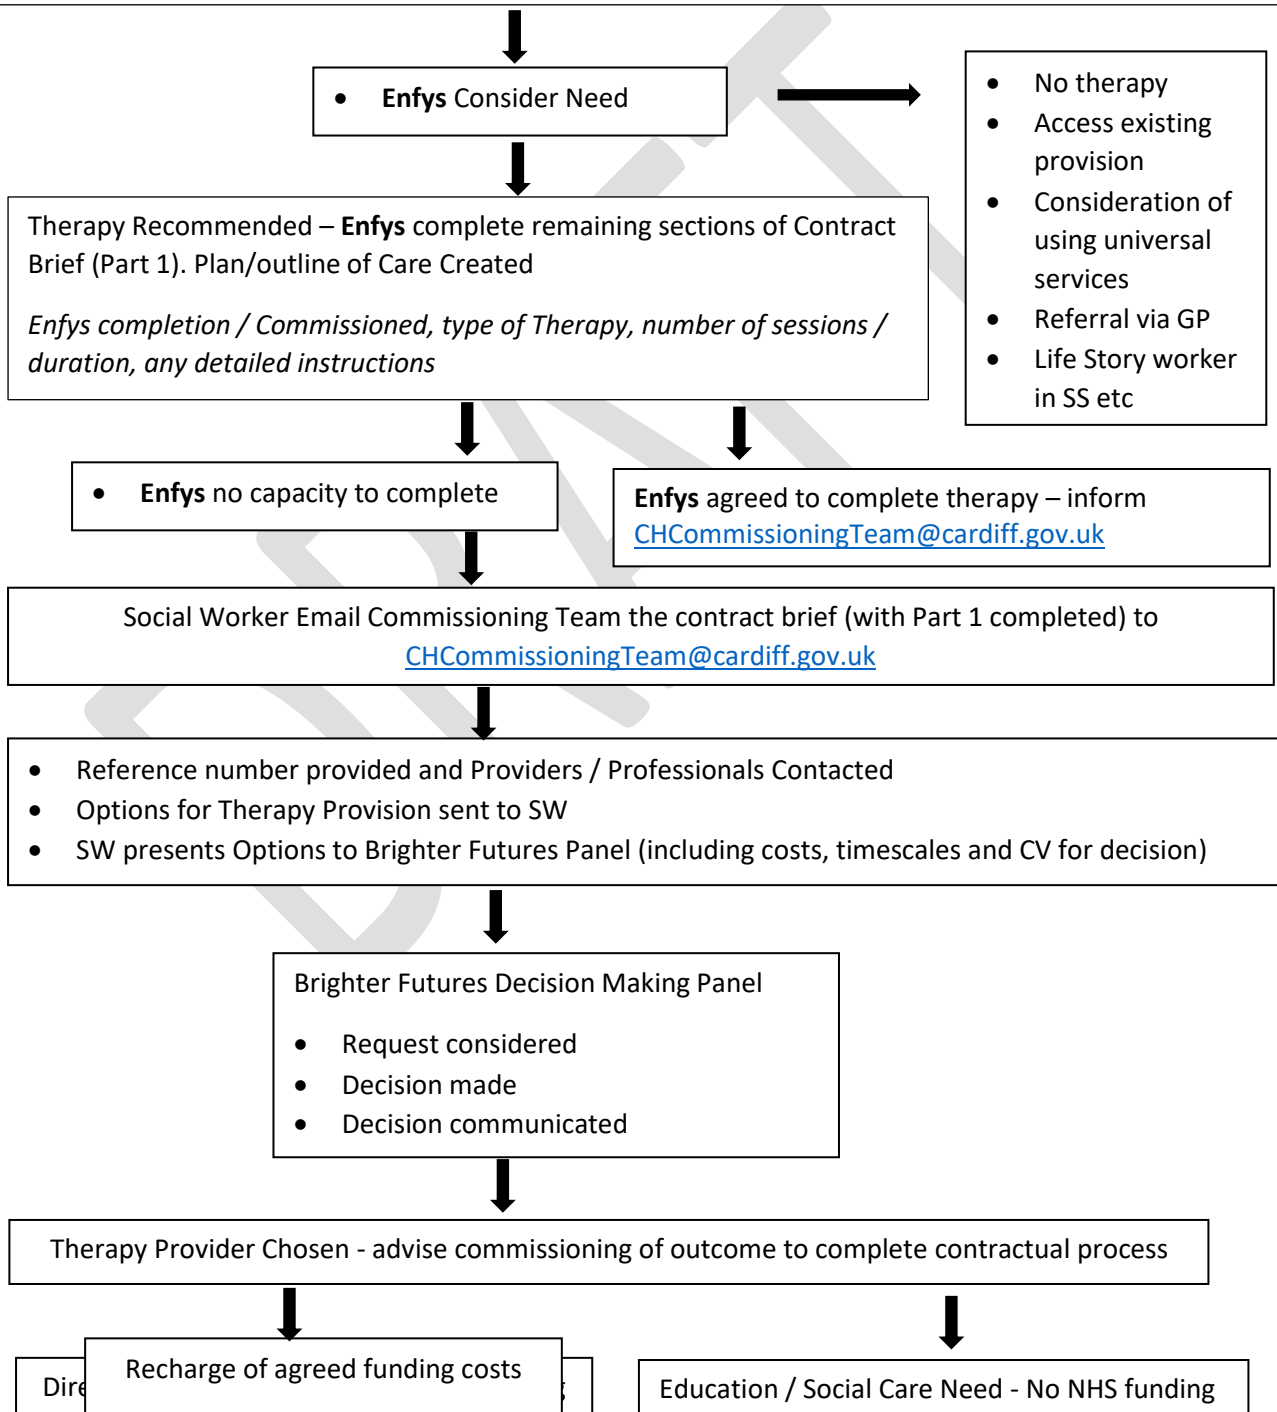 • Enfys Consider Need
• No therapy
• Access existing
provision
• Consideration of
using universal
services
• Referral via GP
• Life Story worker
in SS etc
Therapy Recommended – Enfys complete remaining sections of Contract
Brief (Part 1). Plan/outline of Care Created
Enfys completion / Commissioned, type of Therapy, number of sessions /
duration, any detailed instructions
• Enfys no capacity to complete
Enfys agreed to complete therapy – inform
CHCommissioningTeam@cardiff.gov.uk
Social Worker Email Commissioning Team the contract brief (with Part 1 completed) to
CHCommissioningTeam@cardiff.gov.uk
• Reference number provided and Providers / Professionals Contacted
• Options for Therapy Provision sent to SW
• SW presents Options to Brighter Futures Panel (including costs, timescales and CV for decision)
Brighter Futures Decision Making Panel
• Request considered
• Decision made
• Decision communicated
Therapy Provider Chosen - advise commissioning of outcome to complete contractual process
Recharge of agreed funding costs
Education / Social Care Need - No NHS funding
DRAFT